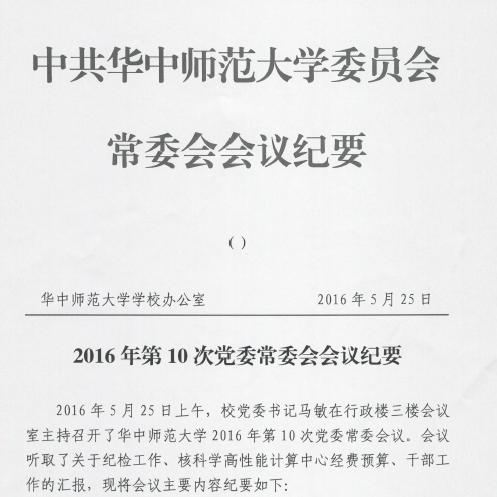 中共华中师范大学委员会
常委会会议纪要
（）
华中师范大学学校办公室 2016 年 5 月 25 日
2016 年第 10 次党委常委会会议纪要
2016 年 5 月 25 日上午，校党委书记马敏在行政楼三楼会议
室主持召开了华中师范大学 2016 年第 10 次党委常委会议。会议
听取了关于纪检工作、核科学高性能计算中心经费预算、干部工
作的汇报，现将会议主要内容纪要如下：